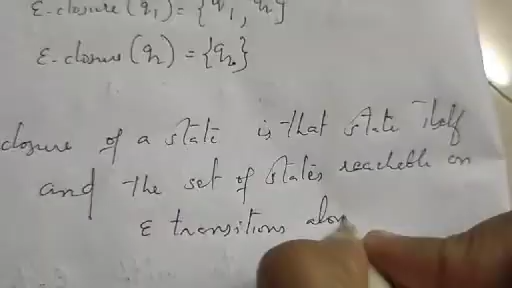 ε-closure (q1) = {q1, q2}
ε-closure (q2) = {q2}
closure of a state is that state itself
and the set of states reachable on
ε transitions alon